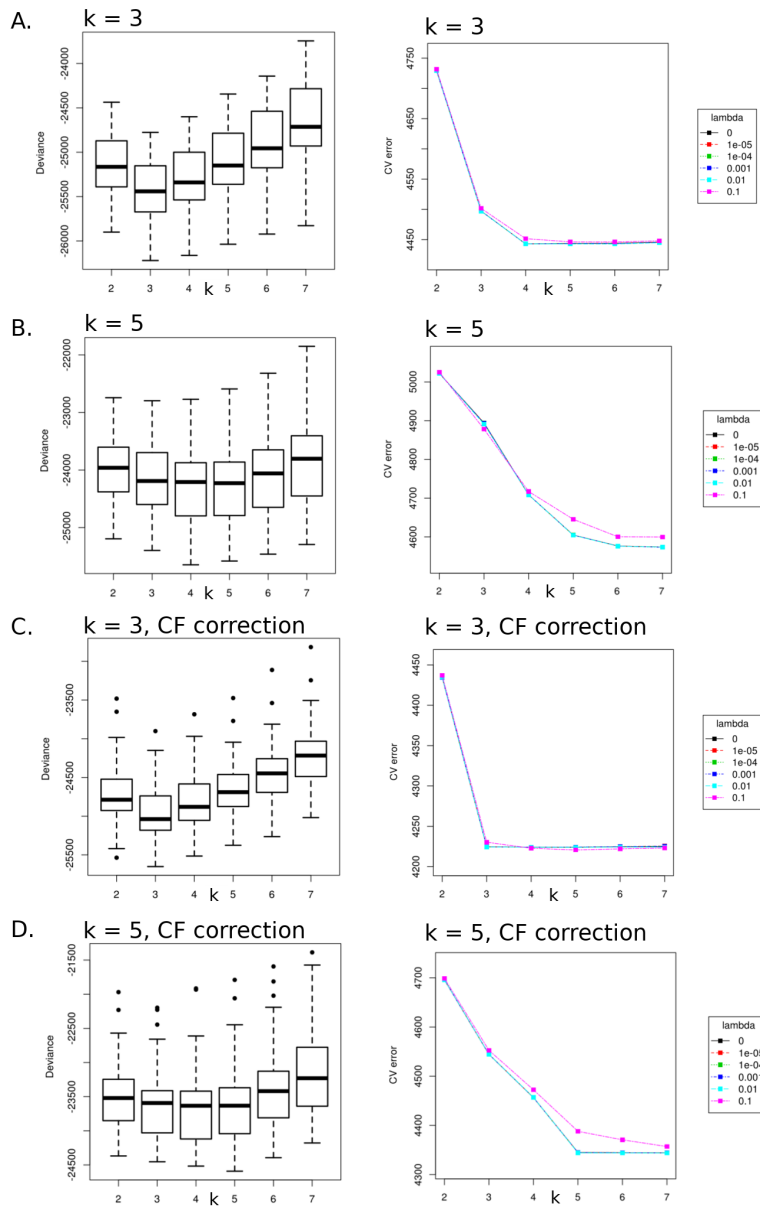 A.
k = 3
Deviance
-24000
-24500
-25000
-25500
-26000
2 3 4 5 6 7
k
k = 3
CV error
4750
4650
4550
4450
2 3 4 5 6 7
k
lambda
0
1e-05
1e-04
0.001
0.01
0.1
B.
k = 5
Deviance
-22000
-23000
-24000
-25000
2 3 4 5 6 7
k
k = 5
CV error
5000
4900
4800
4700
4600
2 3 4 5 6 7
k
lambda
0
1e-05
1e-04
0.001
0.01
0.1
C.
k = 3, CF correction
Deviance
-23500
-24500
-25500
2 3 4 5 6 7
k
k = 3, CF correction
CV error
4450
4400
4350
4300
4250
4200
2 3 4 5 6 7
k
lambda
0
1e-05
1e-04
0.001
0.01
0.1
D.
k = 5, CF correction
Deviance
-21500
-22500
-23500
-24500
2 3 4 5 6 7
k
k = 5, CF correction
CV error
4700
4600
4500
4400
4300
2 3 4 5 6 7
k
lambda
0
1e-05
1e-04
0.001
0.01
0.1